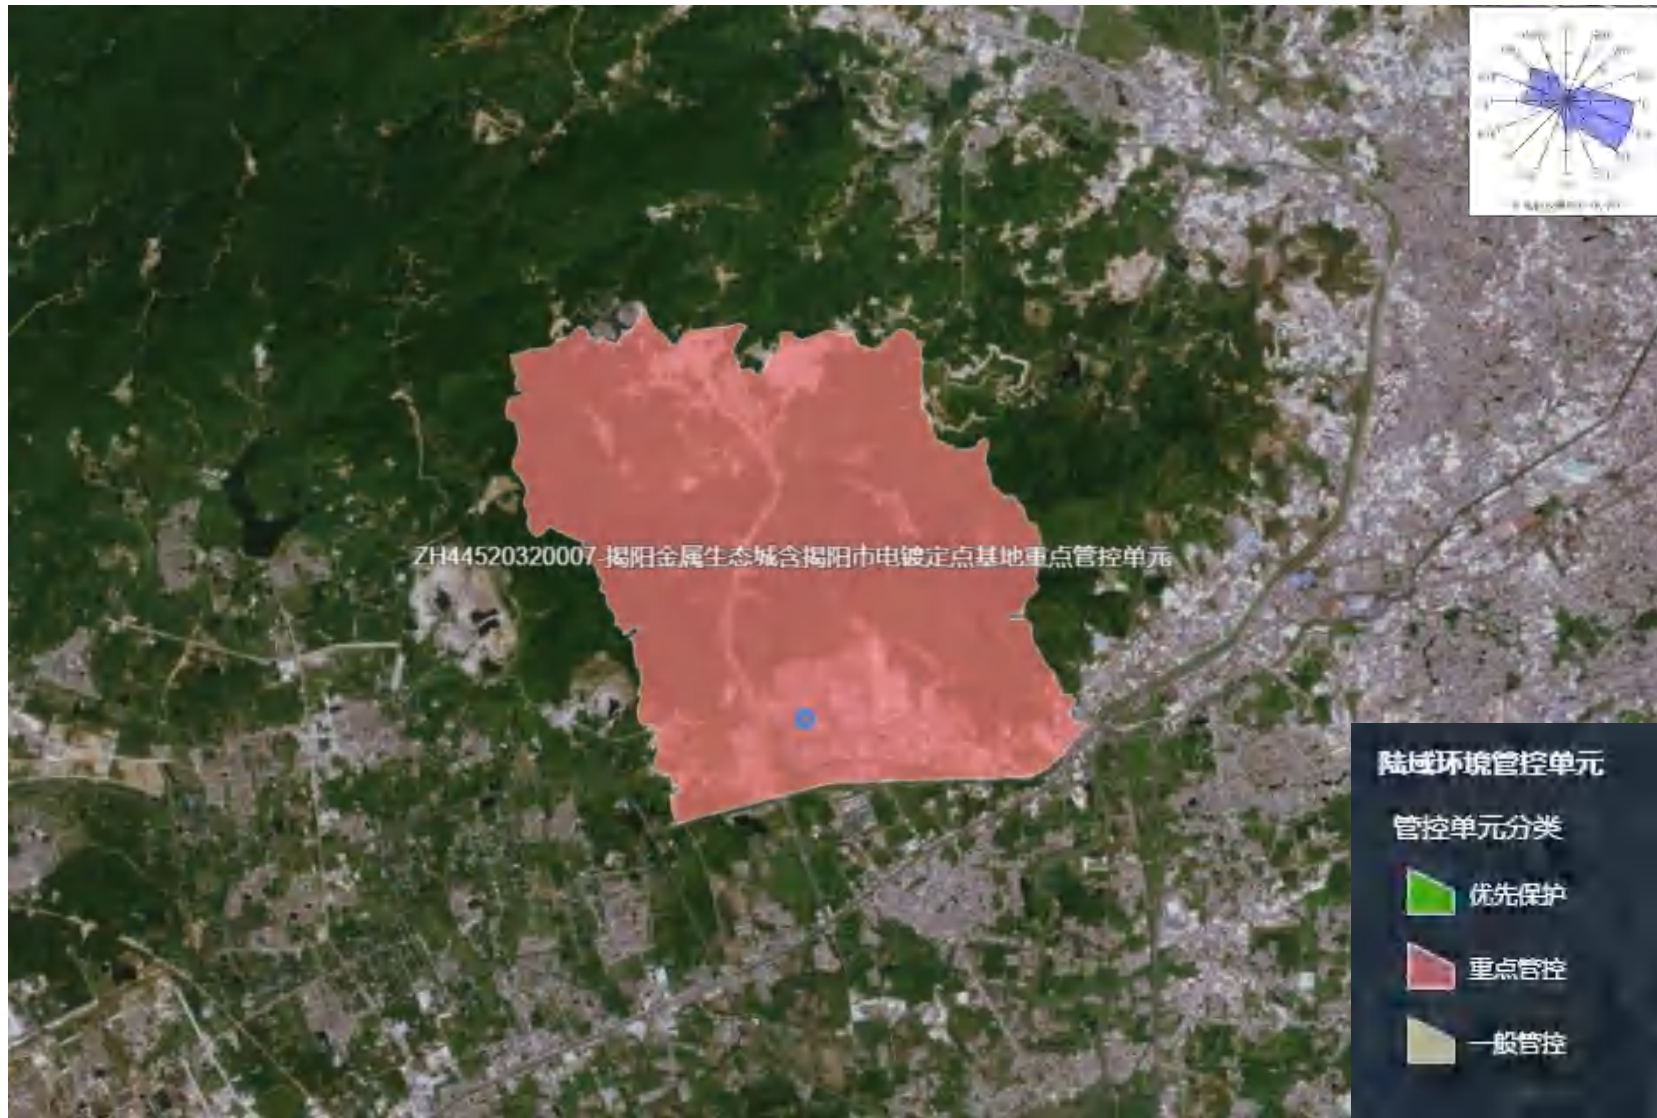 ZH44520320007-揭阳金属生态城含揭阳市电镀定点基地重点管控单元
陆域环境管控单元
管控单元分类
优先保护
重点管控
一般管控